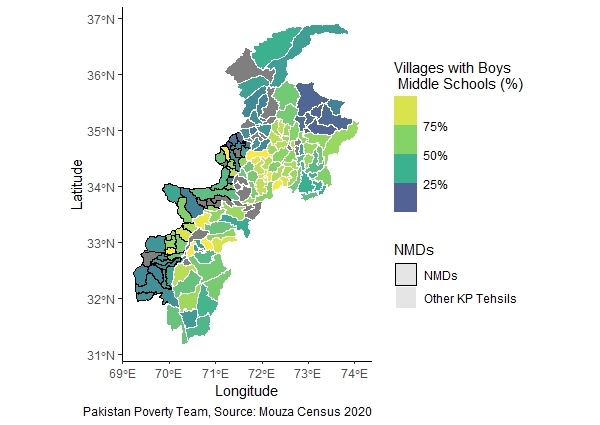 37°N
36°N
35°N
34°N
33°N
32°N
31°N
Latitude
69°E 70°E 71°E 72°E 73°E 74°E
Longitude
Pakistan Poverty Team, Source: Mouza Census 2020
Villages with Boys
Middle Schools (%)
75%
50%
25%
NMDs
NMDs
Other KP Tehsils